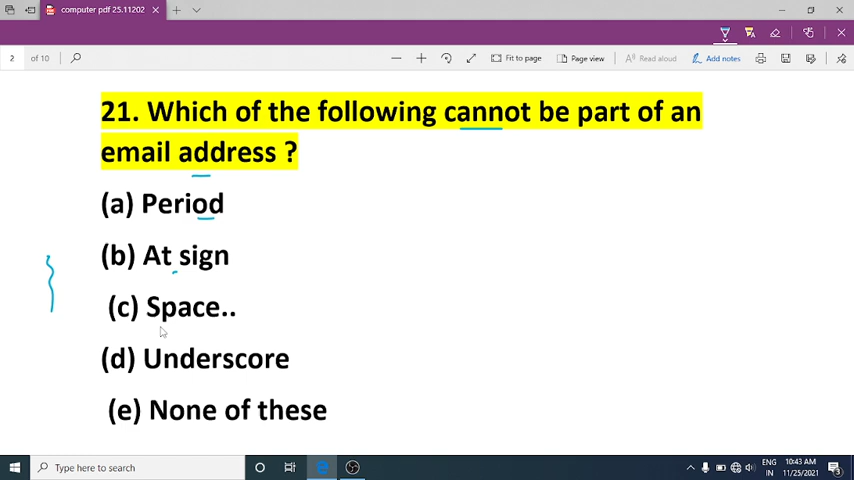 computer pdf 25.11202
2 of 10
Fit to page
Page view
Read aloud
Add notes
21. Which of the following cannot be part of an
email address ?
(a) Period
(b) At sign
(c) Space..
(d) Underscore
(e) None of these
Type here to search
ENG
IN
10:43 AM
11/25/2021
3